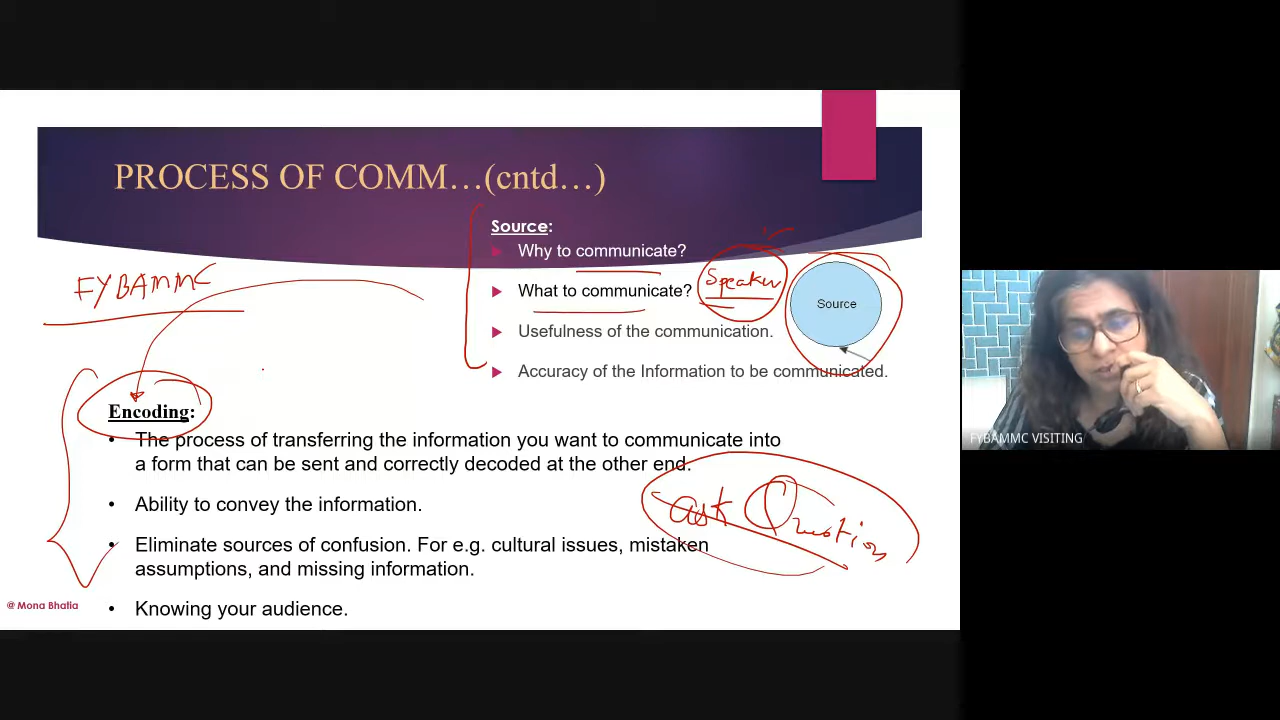 PROCESS OF COMM…(cntd…)
Source:
Why to communicate?
What to communicate?
Usefulness of the communication.
Accuracy of the Information to be communicated.
Speaker
Source
FYBAMMC
Encoding:
• The process of transferring the information you want to communicate into
a form that can be sent and correctly decoded at the other end.
• Ability to convey the information.
• Eliminate sources of confusion. For e.g. cultural issues, mistaken
assumptions, and missing information.
• Knowing your audience.
ask Question
@ Mona Bhatia
FYBAMMC VISITING